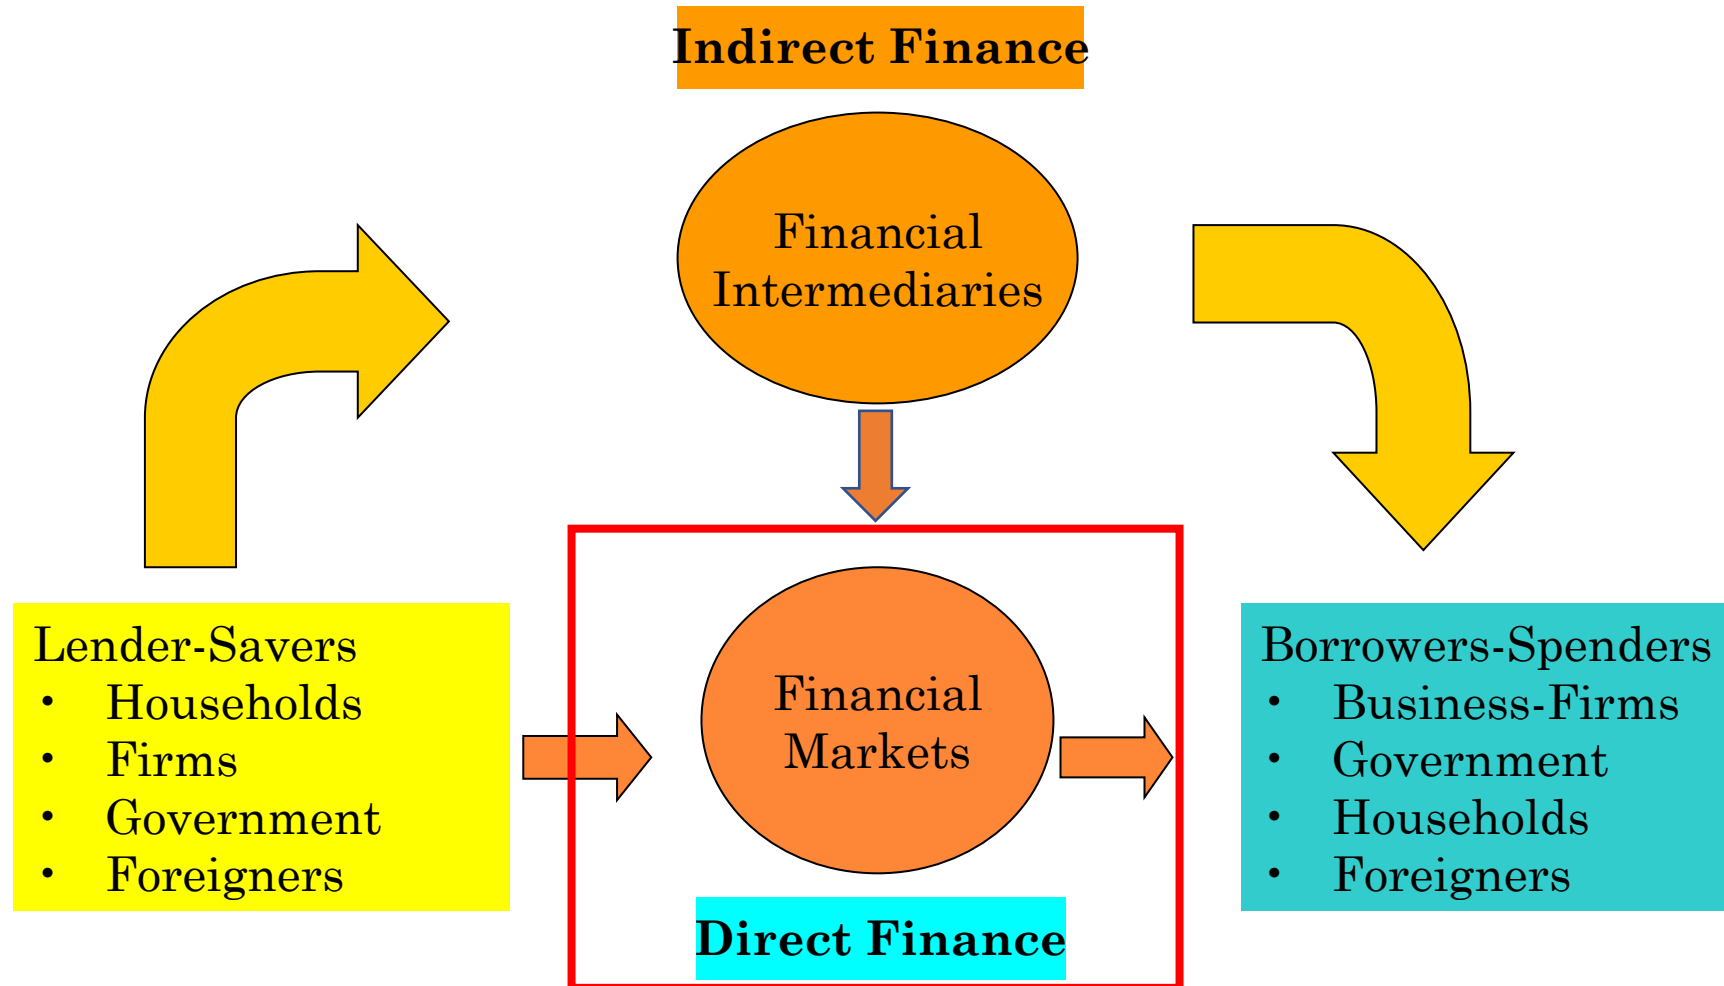 Indirect Finance
Financial
Intermediaries
Lender-Savers
• Households
• Firms
• Government
• Foreigners
Financial
Markets
Direct Finance
Borrowers-Spenders
• Business-Firms
• Government
• Households
• Foreigners